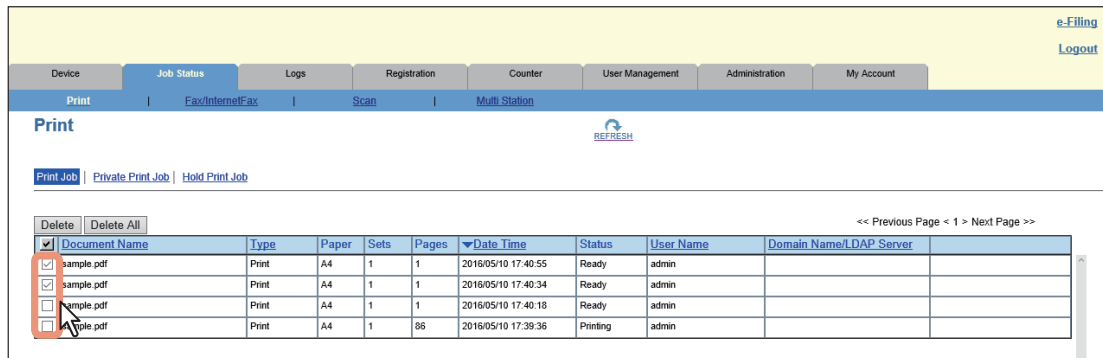 e-Filing
Logout
Device Job Status Logs Registration Counter User Management Administration My Account
Print | Fax/InternetFax | Scan | Multi Station
Print
REFRESH
Print Job | Private Print Job | Hold Print Job
Delete Delete All << Previous Page < 1 > Next Page >>
Document Name Type Paper Sets Pages Date Time Status User Name Domain Name/LDAP Server
sample.pdf Print A4 1 1 2016/05/10 17:40:55 Ready admin
sample.pdf Print A4 1 1 2016/05/10 17:40:34 Ready admin
sample.pdf Print A4 1 1 2016/05/10 17:40:18 Ready admin
sample.pdf Print A4 1 86 2016/05/10 17:39:36 Printing admin